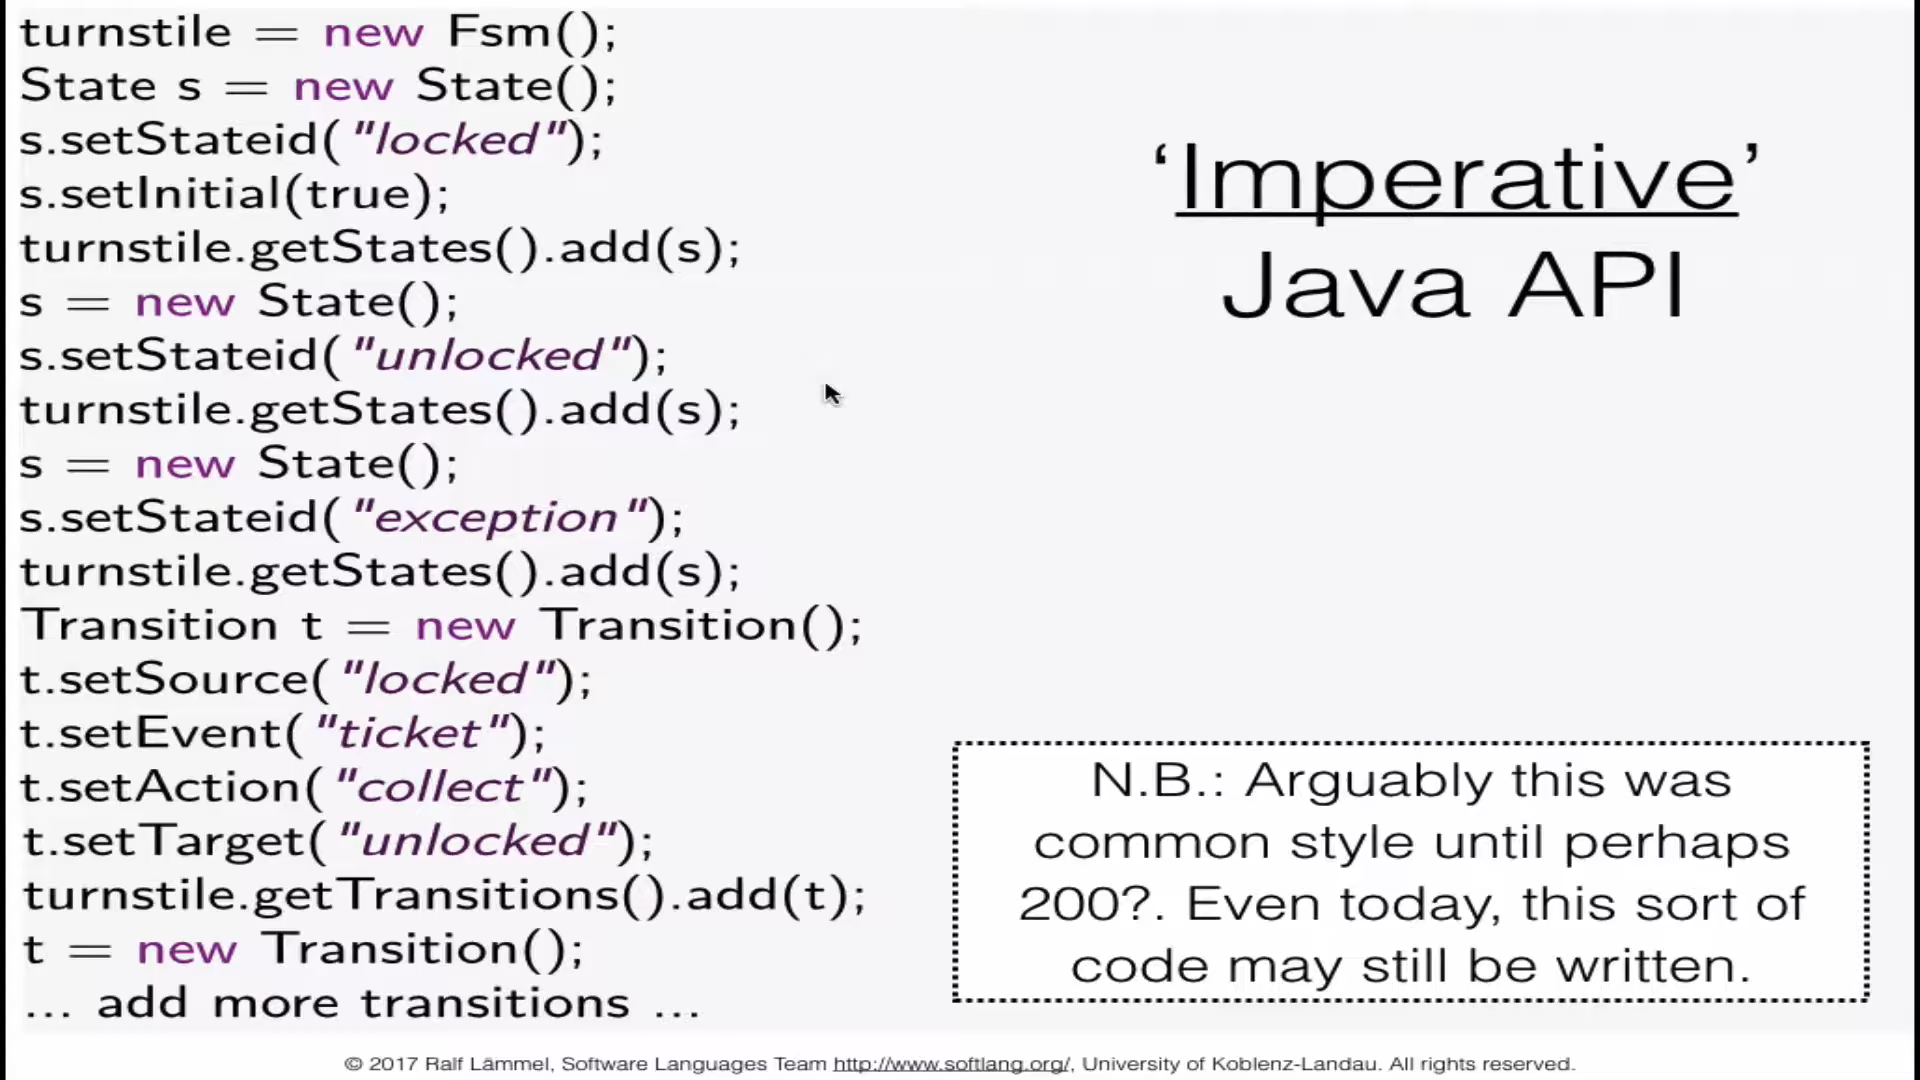 turnstile = new Fsm();
State s = new State();
s.setStateid("locked");
s.setInitial(true);
turnstile.getStates().add(s);
s = new State();
s.setStateid("unlocked");
turnstile.getStates().add(s);
s = new State();
s.setStateid("exception");
turnstile.getStates().add(s);
Transition t = new Transition();
t.setSource("locked");
t.setEvent("ticket");
t.setAction("collect");
t.setTarget("unlocked");
turnstile.getTransitions().add(t);
t = new Transition();
... add more transitions ...
‘Imperative’
Java API
N.B.: Arguably this was
common style until perhaps
200?. Even today, this sort of
code may still be written.
© 2017 Ralf Lämmel, Software Languages Team http://www.softlang.org/, University of Koblenz-Landau. All rights reserved.